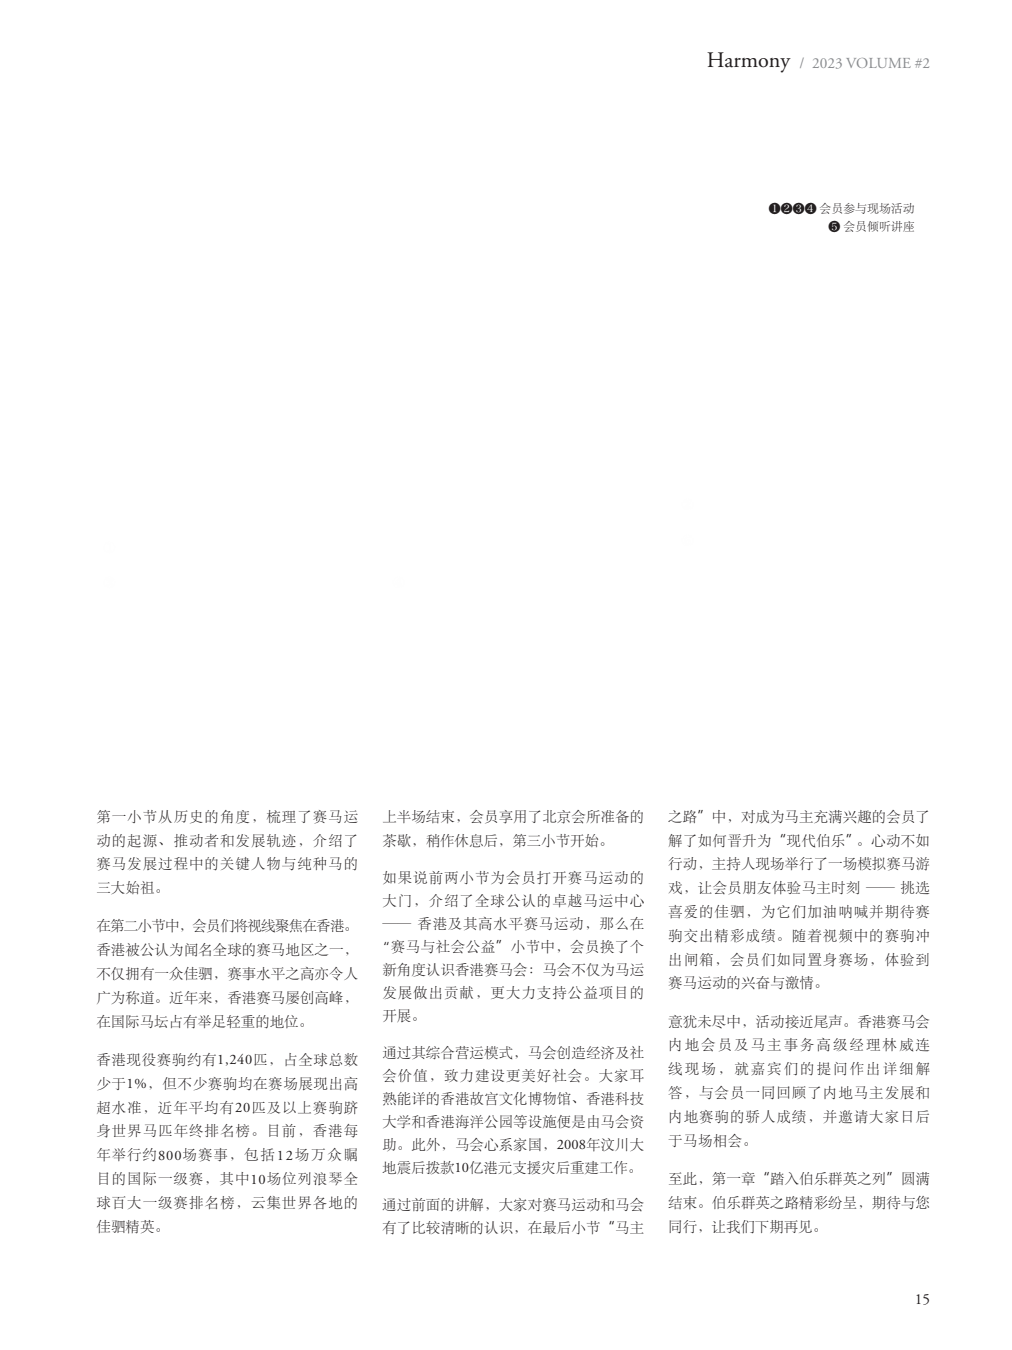 Harmony / 2023 VOLUME #2
❶❷❸❹ 会员参与现场活动
❺ 会员倾听讲座
第一小节从历史的角度，梳理了赛马运
动的起源、推动者和发展轨迹，介绍了
赛马发展过程中的关键人物与纯种马的
三大始祖。
在第二小节中，会员们将视线聚焦在香港。
香港被公认为闻名全球的赛马地区之一，
不仅拥有一众佳驷，赛事水平之高亦令人
广为称道。近年来，香港赛马屡创高峰，
在国际马坛占有举足轻重的地位。
香港现役赛驹约有1,240匹，占全球总数
少于1%，但不少赛驹均在赛场展现出高
超水准，近年平均有20匹及以上赛驹跻
身世界马匹年终排名榜。目前，香港每
年举行约800场赛事，包括12场万众瞩
目的国际一级赛，其中10场位列浪琴全
球百大一级赛排名榜，云集世界各地的
佳驷精英。
上半场结束，会员享用了北京会所准备的
茶歇，稍作休息后，第三小节开始。
如果说前两小节为会员打开赛马运动的
大门，介绍了全球公认的卓越马运中心
—— 香港及其高水平赛马运动，那么在
“赛马与社会公益”小节中，会员换了个
新角度认识香港赛马会：马会不仅为马运
发展做出贡献，更大力支持公益项目的
开展。
通过其综合营运模式，马会创造经济及社
会价值，致力建设更美好社会。大家耳
熟能详的香港故宫文化博物馆、香港科技
大学和香港海洋公园等设施便是由马会资
助。此外，马会心系家国，2008年汶川大
地震后拨款10亿港元支援灾后重建工作。
通过前面的讲解，大家对赛马运动和马会
有了比较清晰的认识，在最后小节“马主
之路”中，对成为马主充满兴趣的会员了
解了如何晋升为“现代伯乐”。心动不如
行动，主持人现场举行了一场模拟赛马游
戏，让会员朋友体验马主时刻 —— 挑选
喜爱的佳驷，为它们加油呐喊并期待赛
驹交出精彩成绩。随着视频中的赛驹冲
出闸箱，会员们如同置身赛场，体验到
赛马运动的兴奋与激情。
意犹未尽中，活动接近尾声。香港赛马会
内地会员及马主事务高级经理林威连
线现场，就嘉宾们的提问作出详细解
答，与会员一同回顾了内地马主发展和
内地赛驹的骄人成绩，并邀请大家日后
于马场相会。
至此，第一章“踏入伯乐群英之列”圆满
结束。伯乐群英之路精彩纷呈，期待与您
同行，让我们下期再见。
15